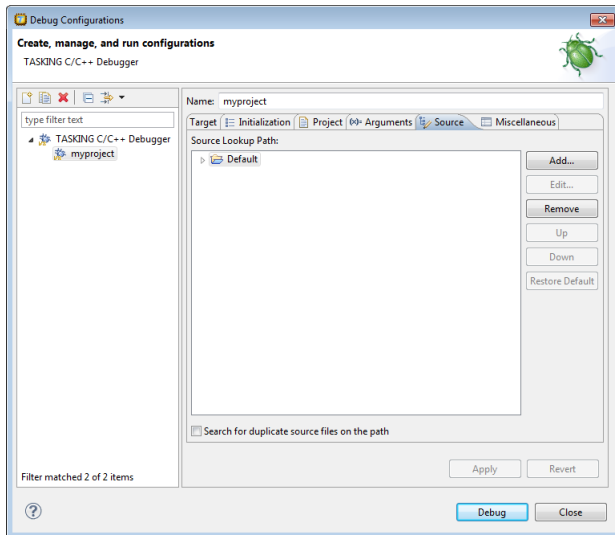 Debug Configurations
Create, manage, and run configurations
TASKING C/C++ Debugger
type filter text
TASKING C/C++ Debugger
myproject
Filter matched 2 of 2 items
Name: myproject
Target Initialization Project (x)= Arguments Source Miscellaneous
Source Lookup Path:
Default
Add...
Edit...
Remove
Up
Down
Restore Default
Search for duplicate source files on the path
Apply Revert
? Debug Close